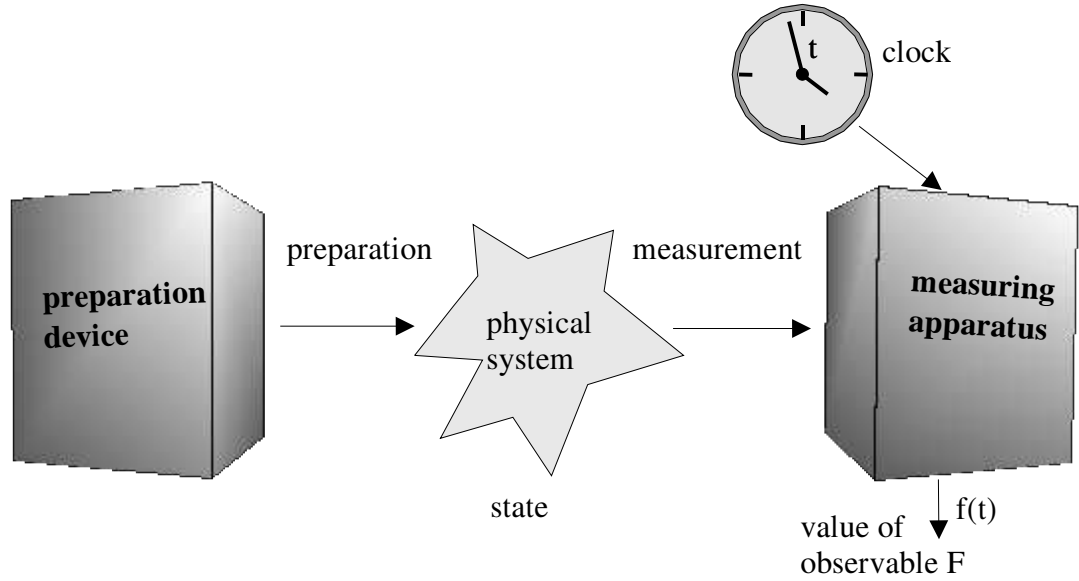 t
clock
preparation
measurement
preparation
device
physical
system
measuring
apparatus
state
f(t)
value of
observable F